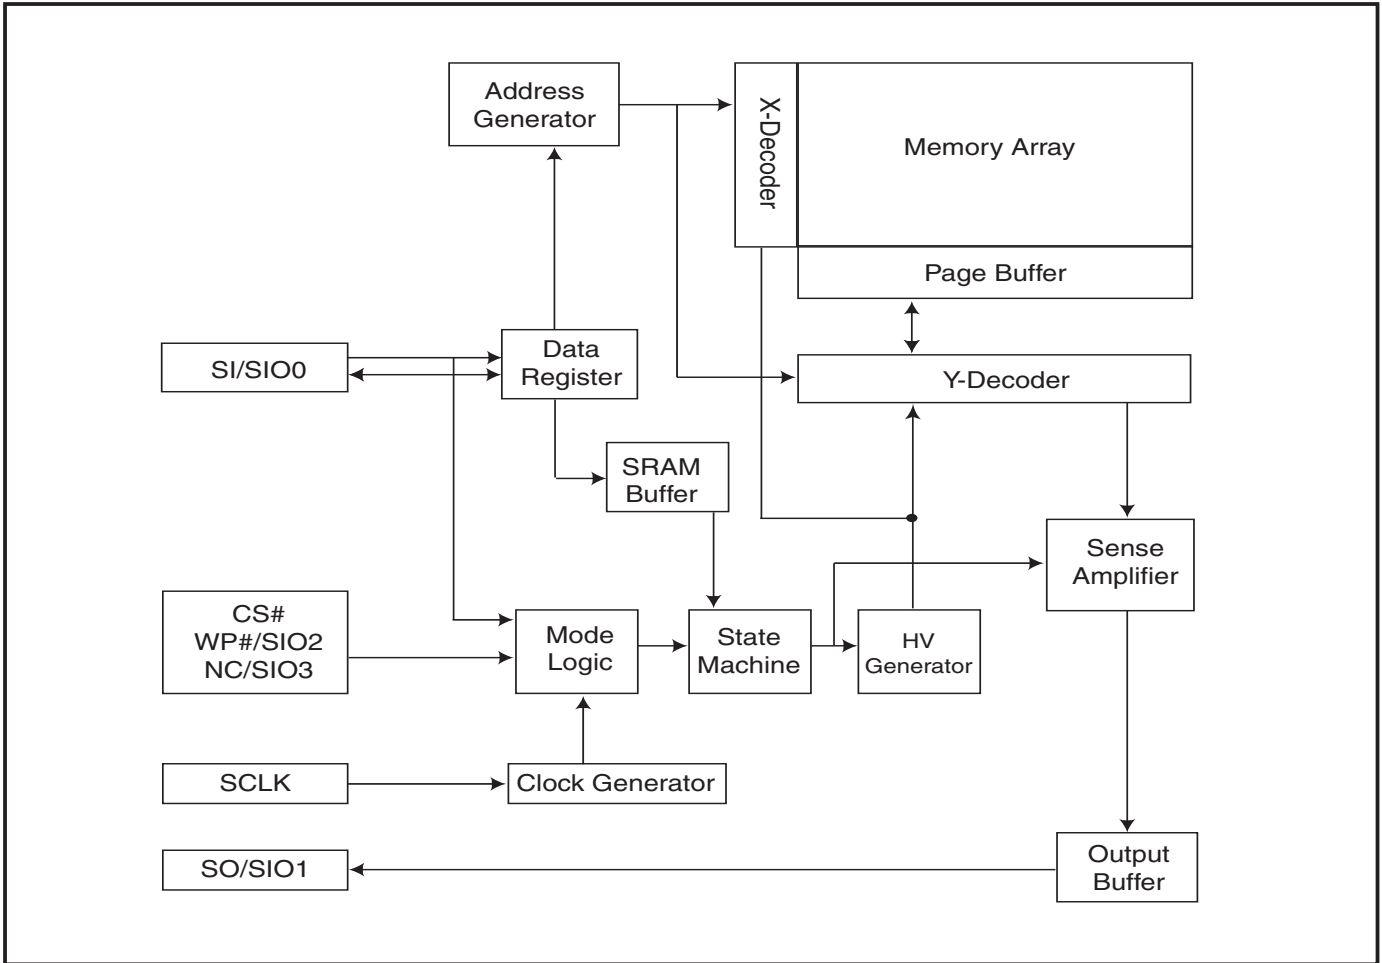 Address
Generator
X-Decoder
Memory Array
Page Buffer
SI/SIO0
Data
Register
Y-Decoder
SRAM
Buffer
Sense
Amplifier
CS#
WP#/SIO2
NC/SIO3
Mode
Logic
State
Machine
HV
Generator
SCLK
Clock Generator
SO/SIO1
Output
Buffer